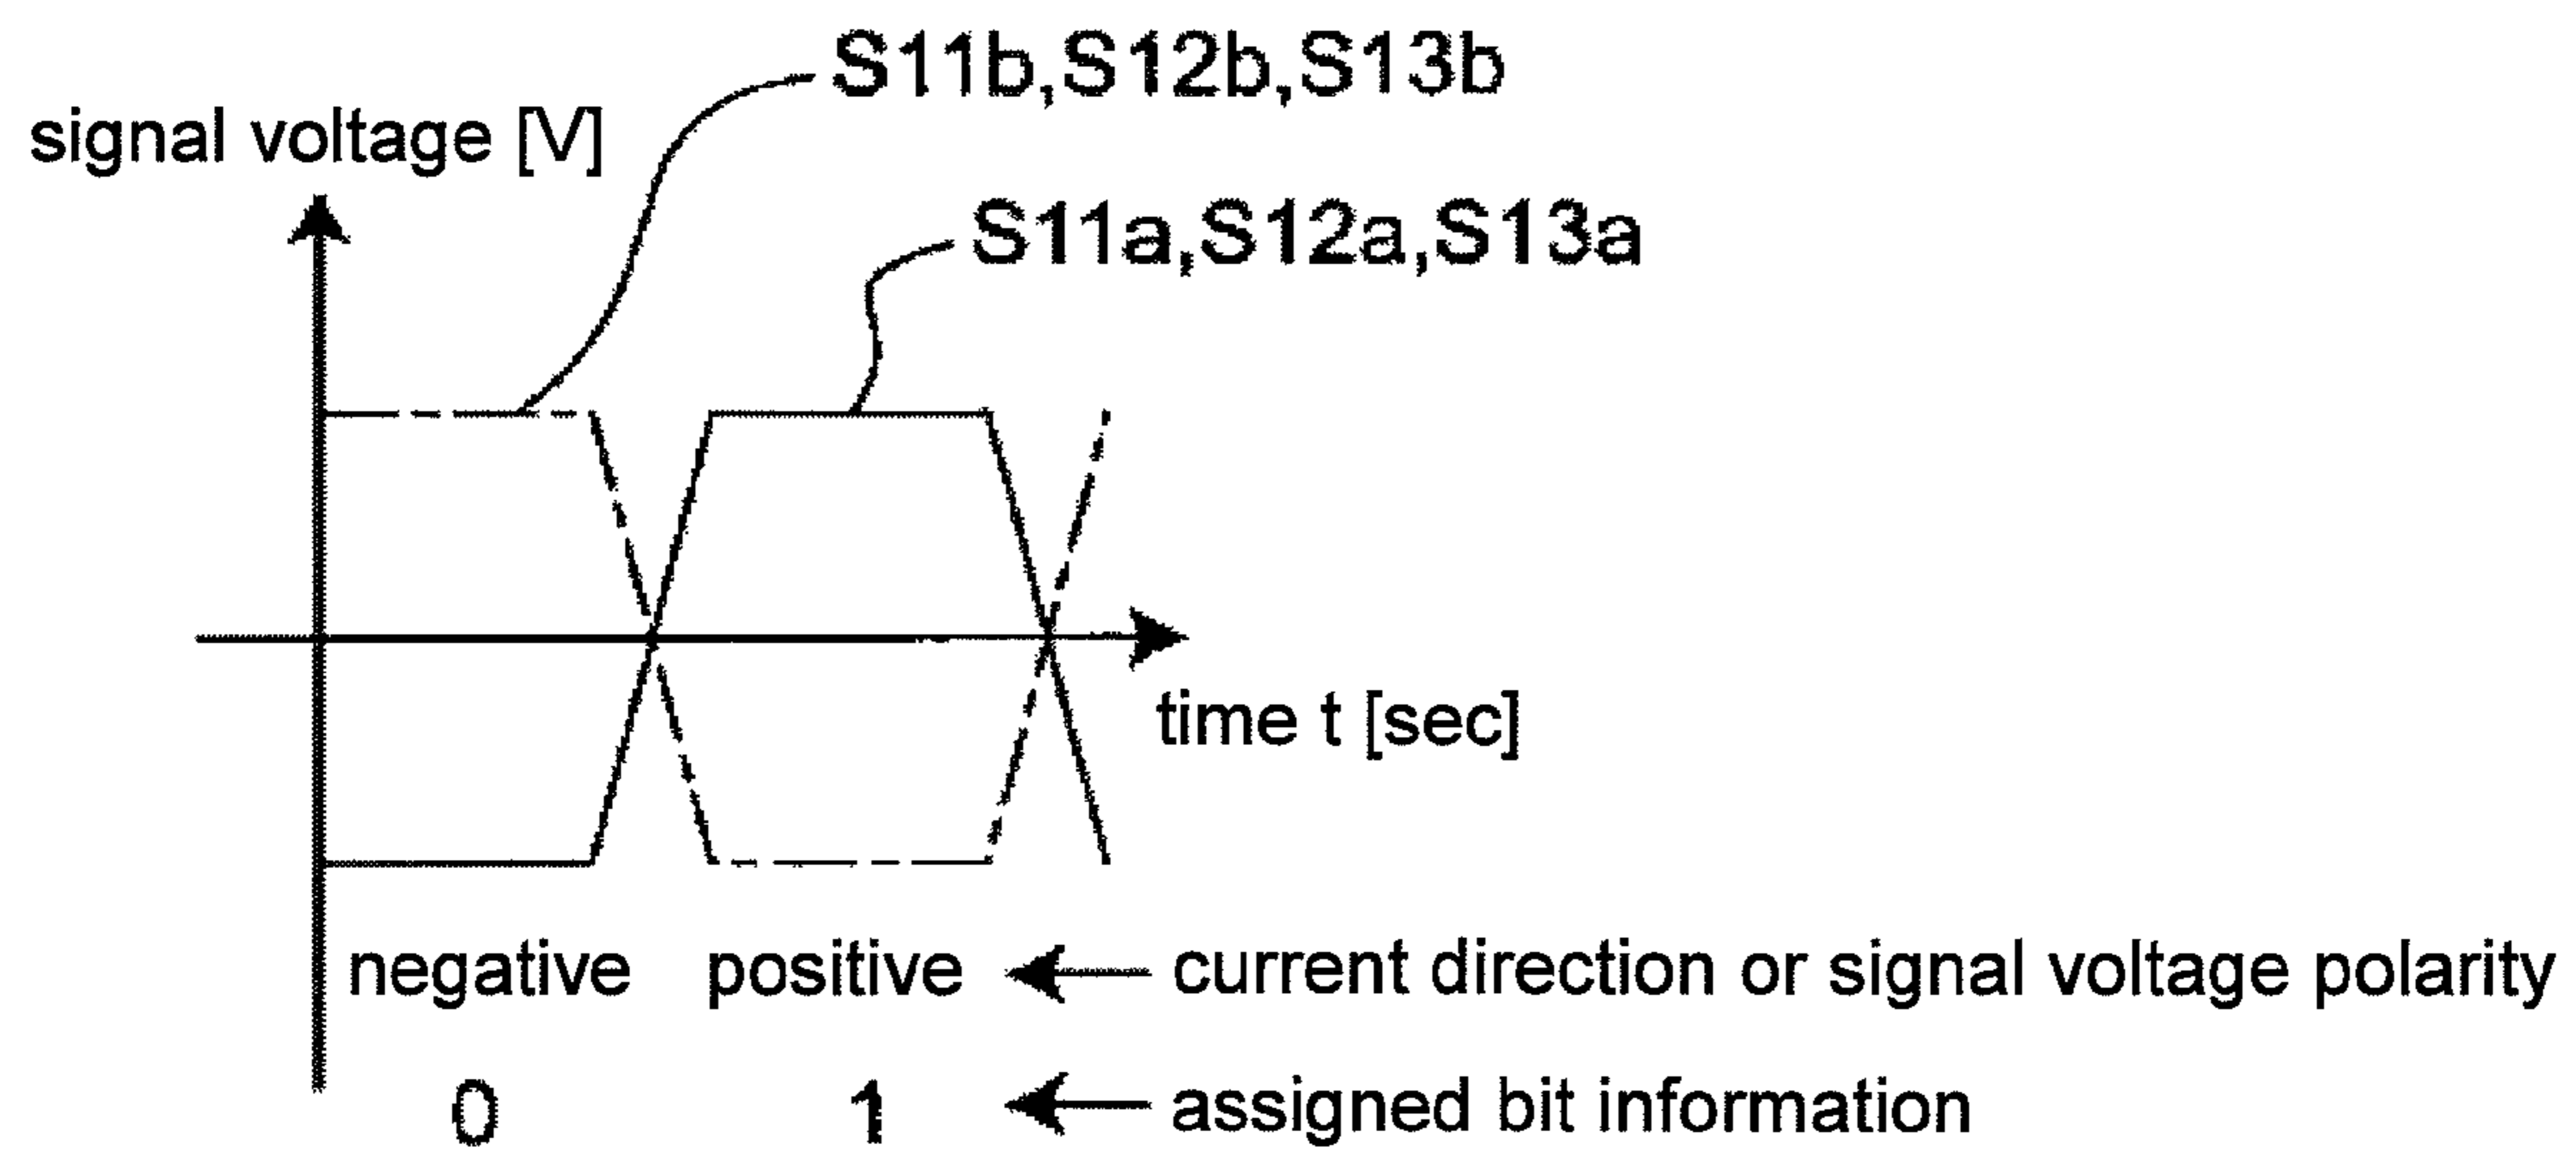 S11b,S12b,S13b
signal voltage [V]
S11a,S12a,S13a
time t [sec]
negative positive current direction or signal voltage polarity
0 1 assigned bit information